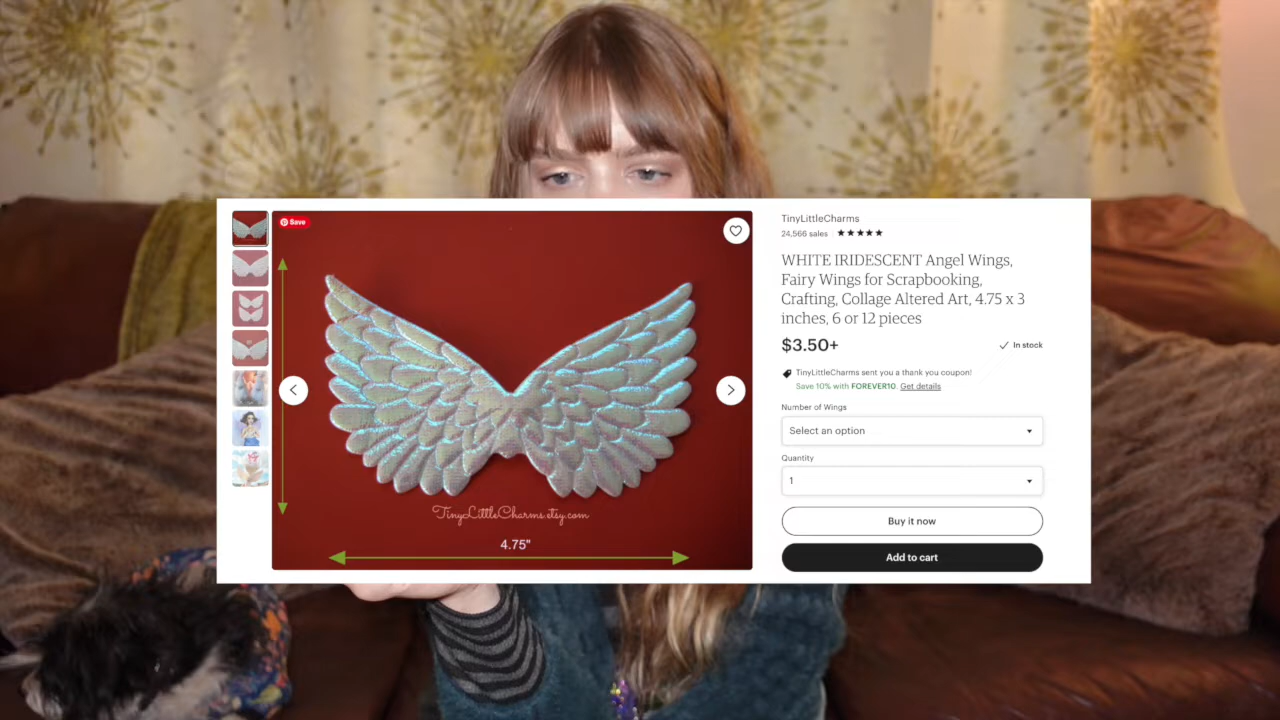 Save
TinyLittleCharms.etsy.com
4.75"
TinyLittleCharms
24,566 sales ★★★★★
WHITE IRIDESCENT Angel Wings,
Fairy Wings for Scrapbooking,
Crafting, Collage Altered Art, 4.75 x 3
inches, 6 or 12 pieces
$3.50+
In stock
TinyLittleCharms sent you a thank you coupon!
Save 10% with FOREVER10. Get details
Number of Wings
Select an option
Quantity
1
Buy it now
Add to cart